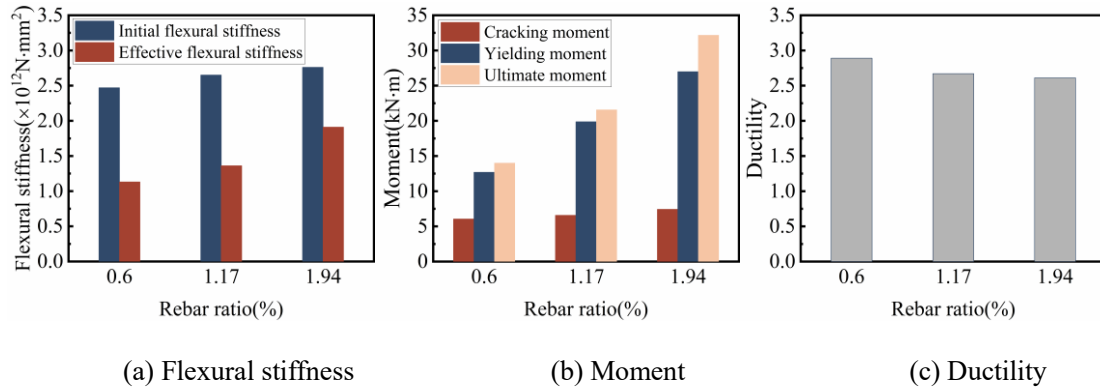 Flexural stiffness(×10¹²N·mm²)
3.5
3.0
2.5
2.0
1.5
1.0
0.5
0.0
Initial flexural stiffness
Effective flexural stiffness
0.6 1.17 1.94
Rebar ratio(%)
(a) Flexural stiffness
Moment(kN·m)
35
30
25
20
15
10
5
0
Cracking moment
Yielding moment
Ultimate moment
0.6 1.17 1.94
Rebar ratio(%)
(b) Moment
Ductility
3.5
3.0
2.5
2.0
1.5
1.0
0.5
0.0
0.6 1.17 1.94
Rebar ratio(%)
(c) Ductility